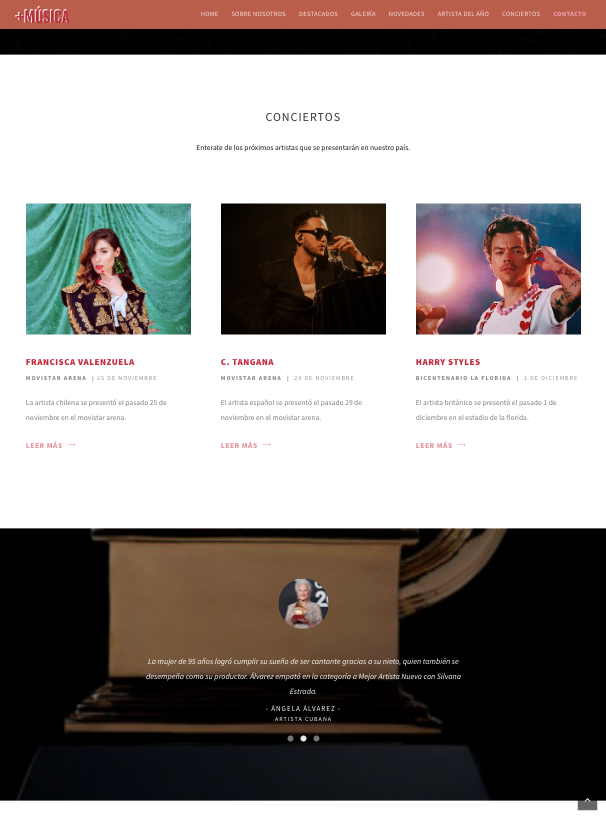 +MÚSICA
HOME SOBRE NOSOTROS DESTACADOS GALERÍA NOVEDADES ARTISTA DEL AÑO CONCIERTOS CONTACTO
CONCIERTOS
Enterate de los próximos artistas que se presentarán en nuestro país.
FRANCISCA VALENZUELA
MOVISTAR ARENA | 25 DE NOVIEMBRE
La artista chilena se presentó el pasado 25 de
noviembre en el movistar arena.
LEER MÁS →
C. TANGANA
MOVISTAR ARENA | 29 DE NOVIEMBRE
El artista español se presentó el pasado 29 de
noviembre en el movistar arena.
LEER MÁS →
HARRY STYLES
BICENTENARIO LA FLORIDA | 1 DE DICIEMBRE
El artista británico se presentó el pasado 1 de
diciembre en el estadio de la florida.
LEER MÁS →
La mujer de 95 años logró cumplir su sueño de ser cantante gracias a su nieto, quien también se
desempeña como su productor. Álvarez empató en la categoría a Mejor Artista Nuevo con Silvana
Estrada.
- ÁNGELA ÁLVAREZ -
ARTISTA CUBANA